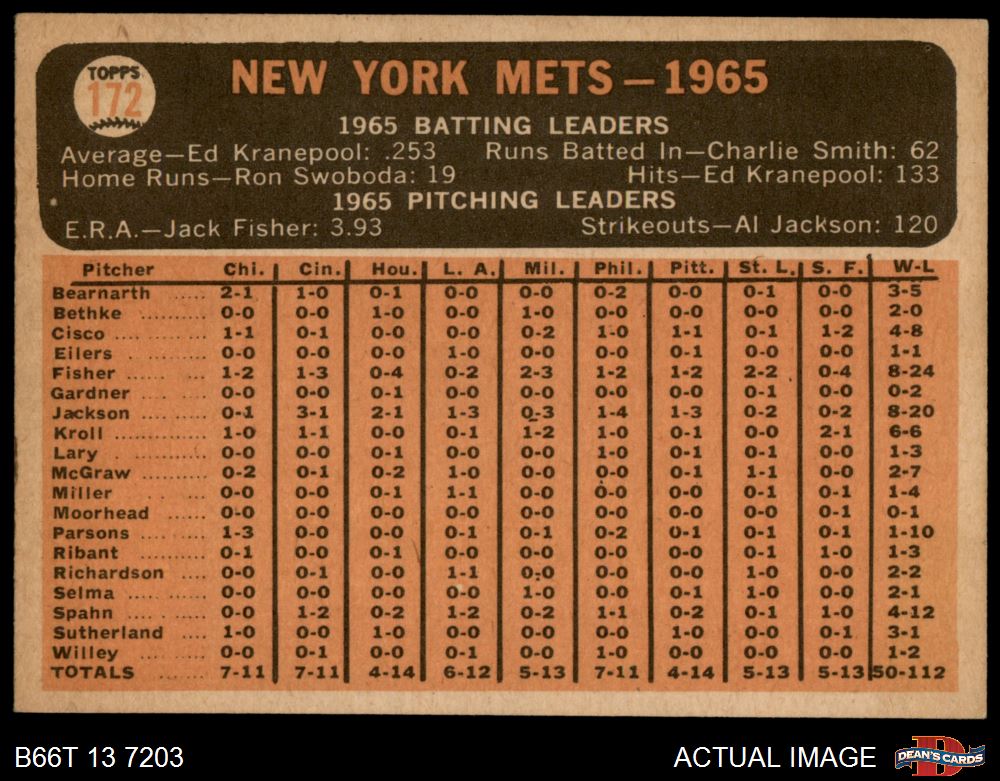 TOPPS
172
NEW YORK METS – 1965
1965 BATTING LEADERS
Average—Ed Kranepool: .253 Runs Batted In—Charlie Smith: 62
Home Runs—Ron Swoboda: 19 Hits—Ed Kranepool: 133
1965 PITCHING LEADERS
E.R.A.—Jack Fisher: 3.93 Strikeouts—Al Jackson: 120
Pitcher Chi. Cin. Hou. L. A. Mil. Phil. Pitt. St. L. S. F. W-L
Bearnarth ..... 2-1 1-0 0-1 0-0 0-0 0-2 0-0 0-1 0-0 3-5
Bethke ......... 0-0 0-0 1-0 0-0 1-0 0-0 0-0 0-0 0-0 2-0
Cisco ............ 1-1 0-1 0-0 0-0 0-2 1-0 1-1 0-1 1-2 4-8
Eilers ........... 0-0 0-0 0-0 1-0 0-0 0-0 0-1 0-0 0-0 1-1
Fisher ........... 1-2 1-3 0-4 0-2 2-3 1-2 1-2 2-2 0-4 8-24
Gardner ....... 0-0 0-0 0-1 0-0 0-0 0-0 0-0 0-1 0-0 0-2
Jackson ........ 0-1 3-1 2-1 1-3 0-3 1-4 1-3 0-2 0-2 8-20
Kroll ............. 1-0 1-1 0-0 0-1 1-2 1-0 0-1 0-0 2-1 6-6
Lary ............. 0-0 0-0 0-1 0-0 0-0 1-0 0-1 0-1 0-0 1-3
McGraw ....... 0-2 0-1 0-2 1-0 0-0 0-0 0-1 1-1 0-0 2-7
Miller ........... 0-0 0-0 0-1 1-1 0-0 0-0 0-0 0-1 0-1 1-4
Moorhead ...... 0-0 0-0 0-0 0-0 0-0 0-0 0-0 0-0 0-1 0-1
Parsons ........ 1-3 0-0 0-0 0-1 0-1 0-2 0-1 0-1 0-1 1-10
Ribant .......... 0-1 0-0 0-1 0-0 0-0 0-0 0-0 0-1 1-0 1-3
Richardson .... 0-0 0-1 0-0 1-1 0-0 0-0 0-0 1-0 0-0 2-2
Selma ........... 0-0 0-0 0-0 0-0 1-0 0-0 0-1 1-0 0-0 2-1
Spahn ........... 0-0 1-2 0-2 1-2 0-2 1-1 0-2 0-1 1-0 4-12
Sutherland .... 1-0 0-0 1-0 0-0 0-0 0-0 1-0 0-0 0-1 3-1
Willey .......... 0-0 0-1 0-0 0-1 0-0 1-0 0-0 0-0 0-0 1-2
TOTALS ....... 7-11 7-11 4-14 6-12 5-13 7-11 4-14 5-13 5-13 50-112
B66T 13 7203 ACTUAL IMAGE
D
DEAN'S CARDS